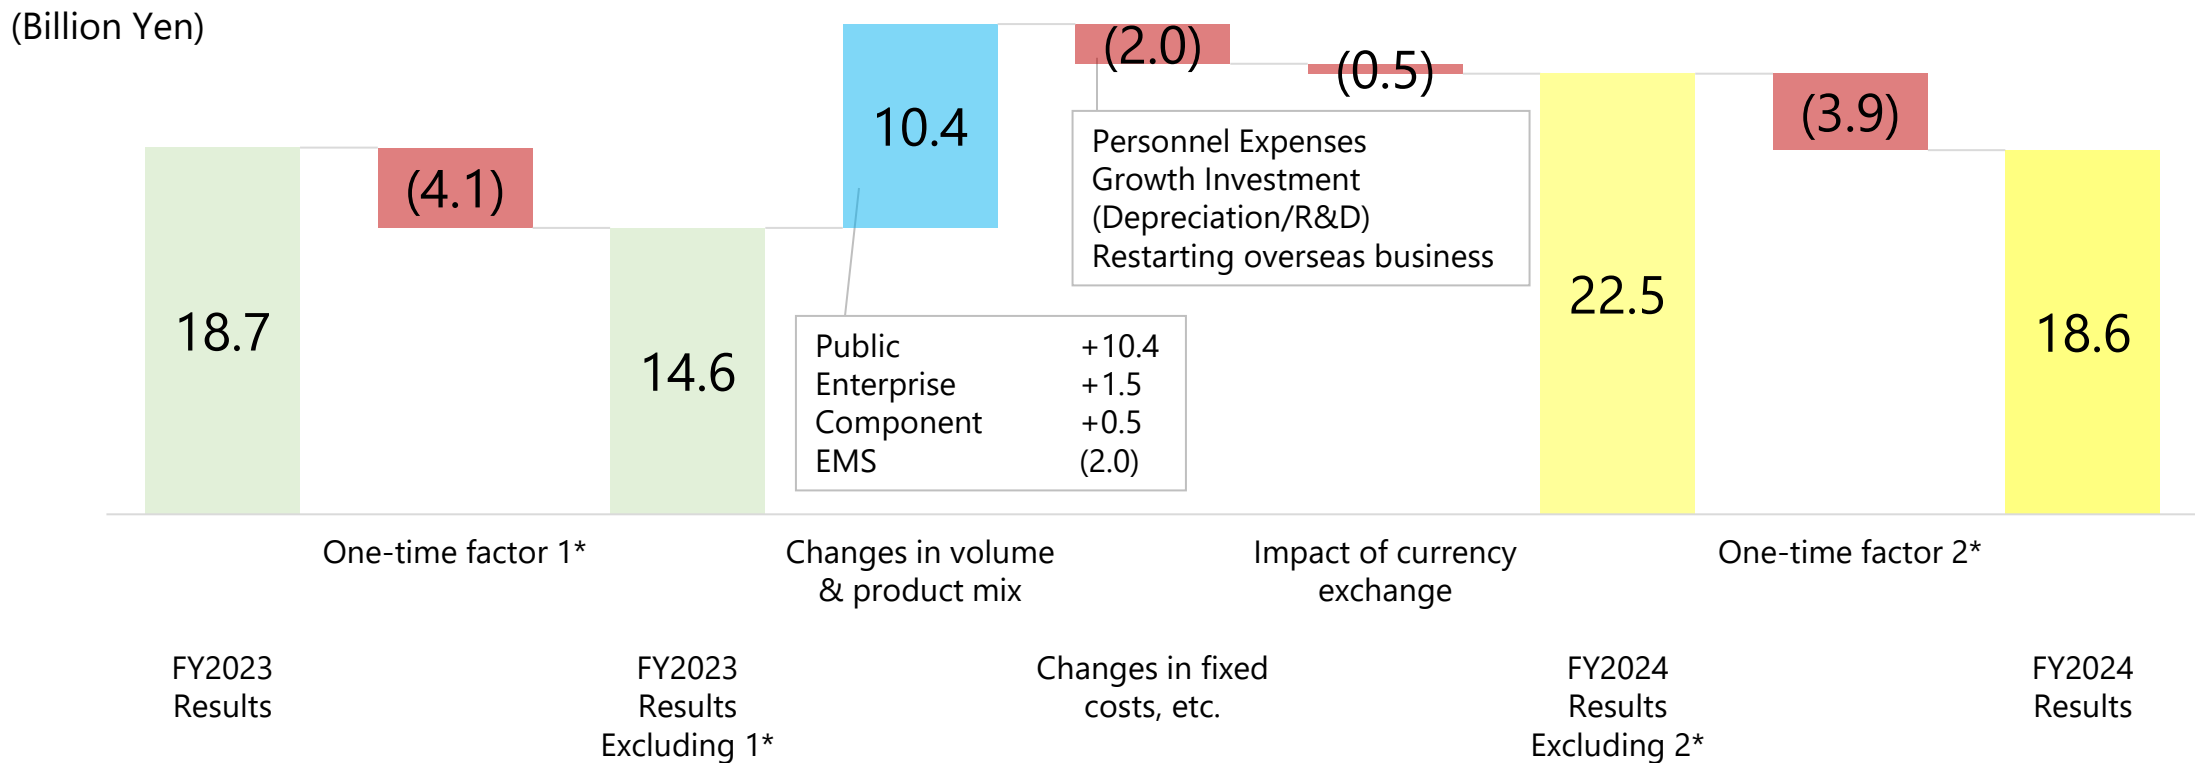 (Billion Yen)
18.7
(4.1)
14.6
10.4
(2.0)
(0.5)
22.5
(3.9)
18.6
Personnel Expenses
Growth Investment
(Depreciation/R&D)
Restarting overseas business
Public +10.4
Enterprise +1.5
Component +0.5
EMS (2.0)
One-time factor 1*
Changes in volume
& product mix
Impact of currency
exchange
One-time factor 2*
FY2023
Results
FY2023
Results
Excluding 1*
Changes in fixed
costs, etc.
FY2024
Results
Excluding 2*
FY2024
Results